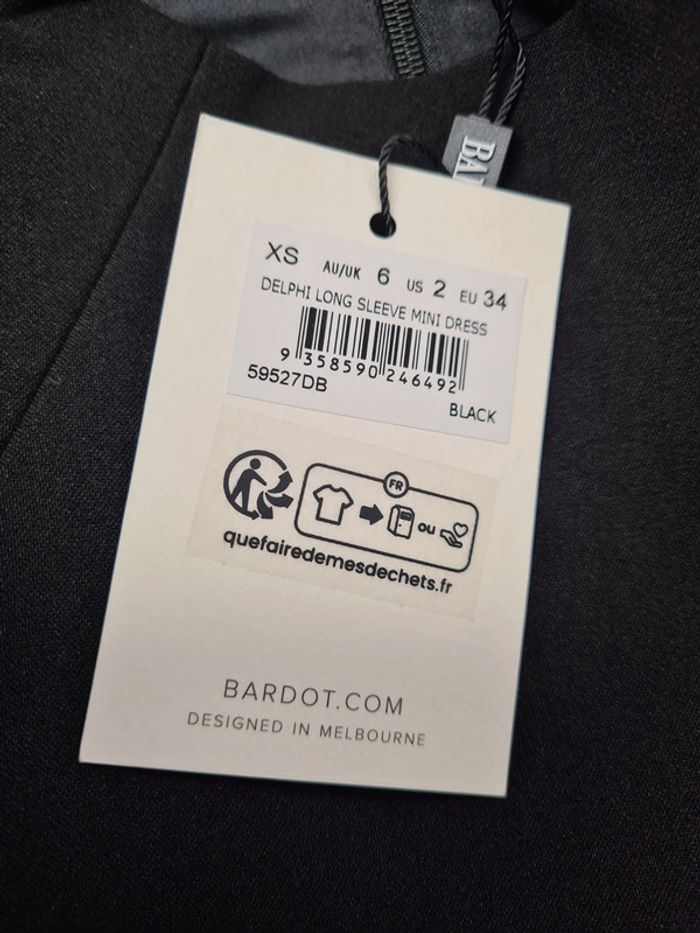 BA
XS AU/UK 6 US 2 EU 34
DELPHI LONG SLEEVE MINI DRESS
9 358590 246492
59527DB
BLACK
FR
ou
quefairedemesdechets.fr
BARDOT.COM
DESIGNED IN MELBOURNE